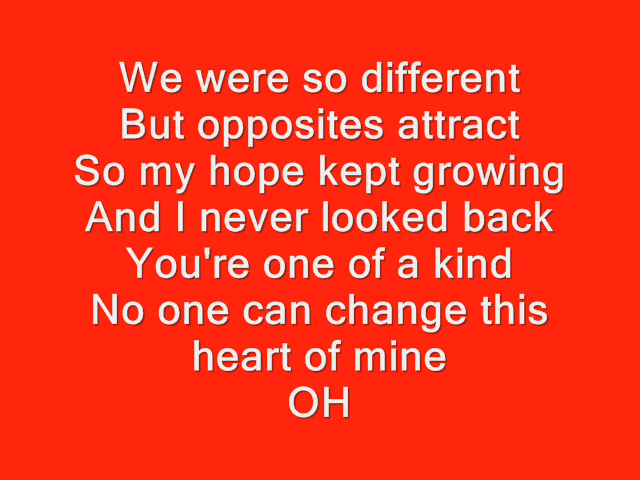 We were so different
But opposites attract
So my hope kept growing
And I never looked back
You're one of a kind
No one can change this
heart of mine
OH